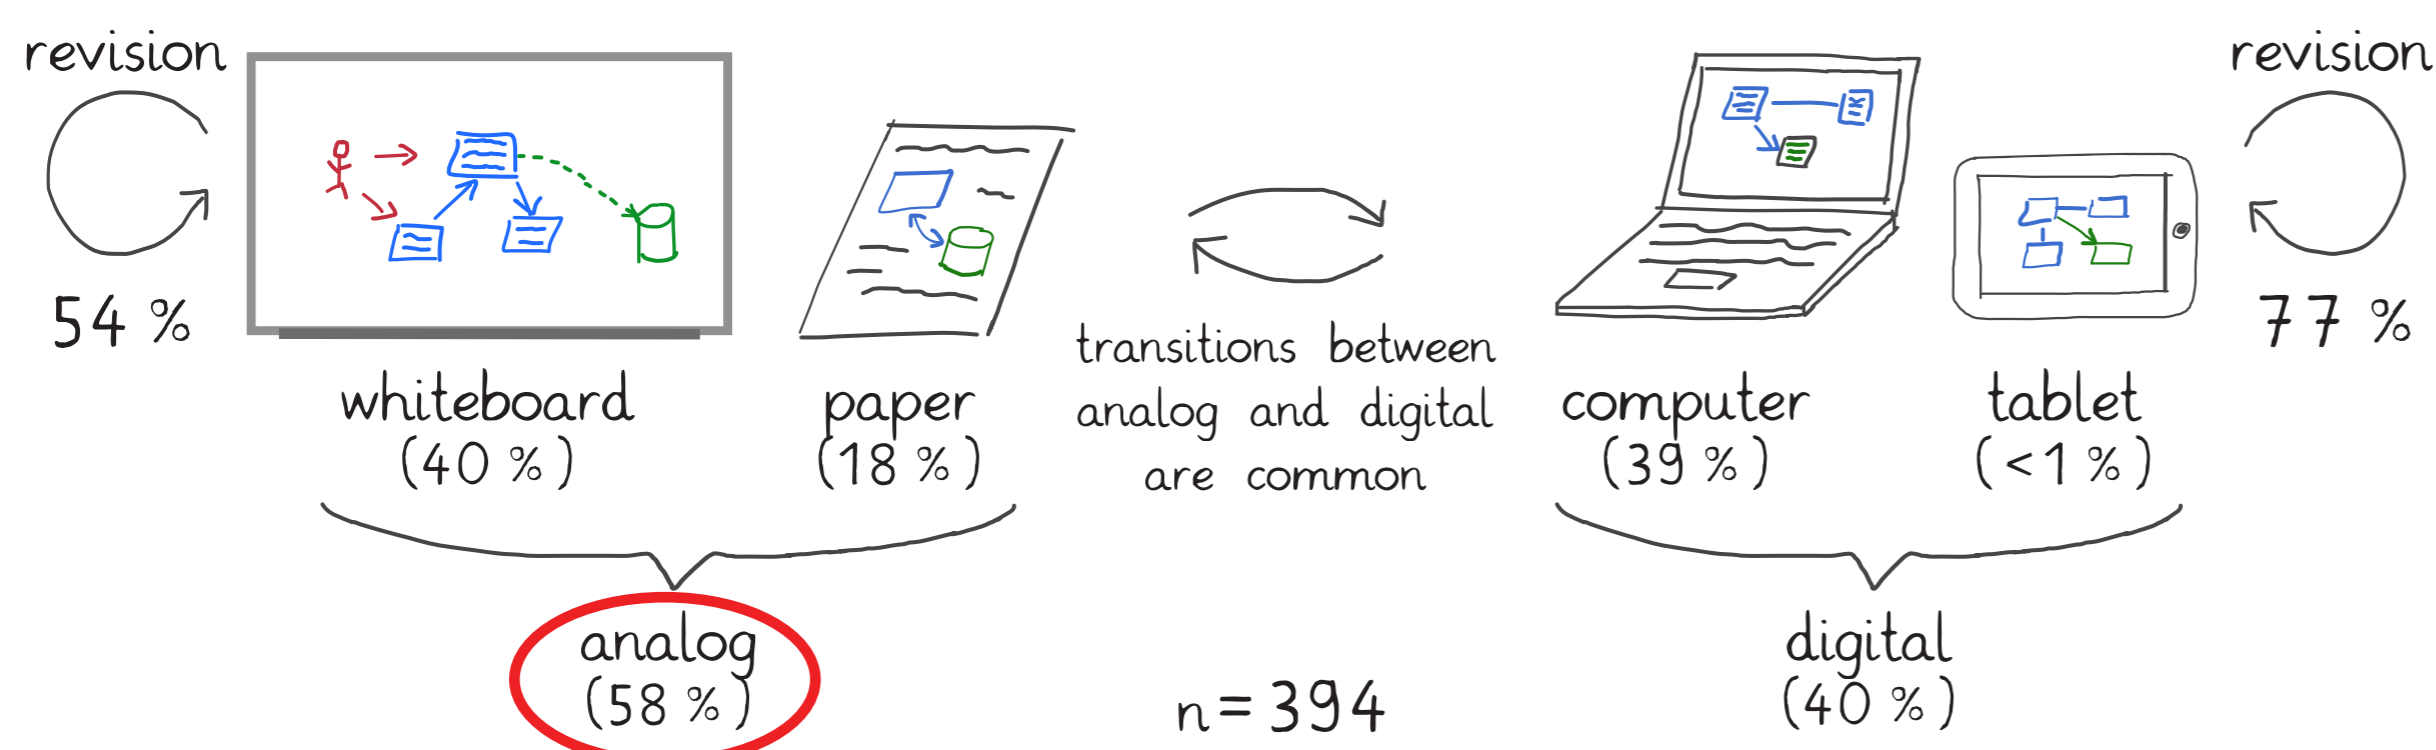 revision
54 %
whiteboard
(40 %)
paper
(18 %)
analog
(58 %)
transitions between
analog and digital
are common
n = 394
computer
(39 %)
tablet
(<1 %)
digital
(40 %)
revision
77 %